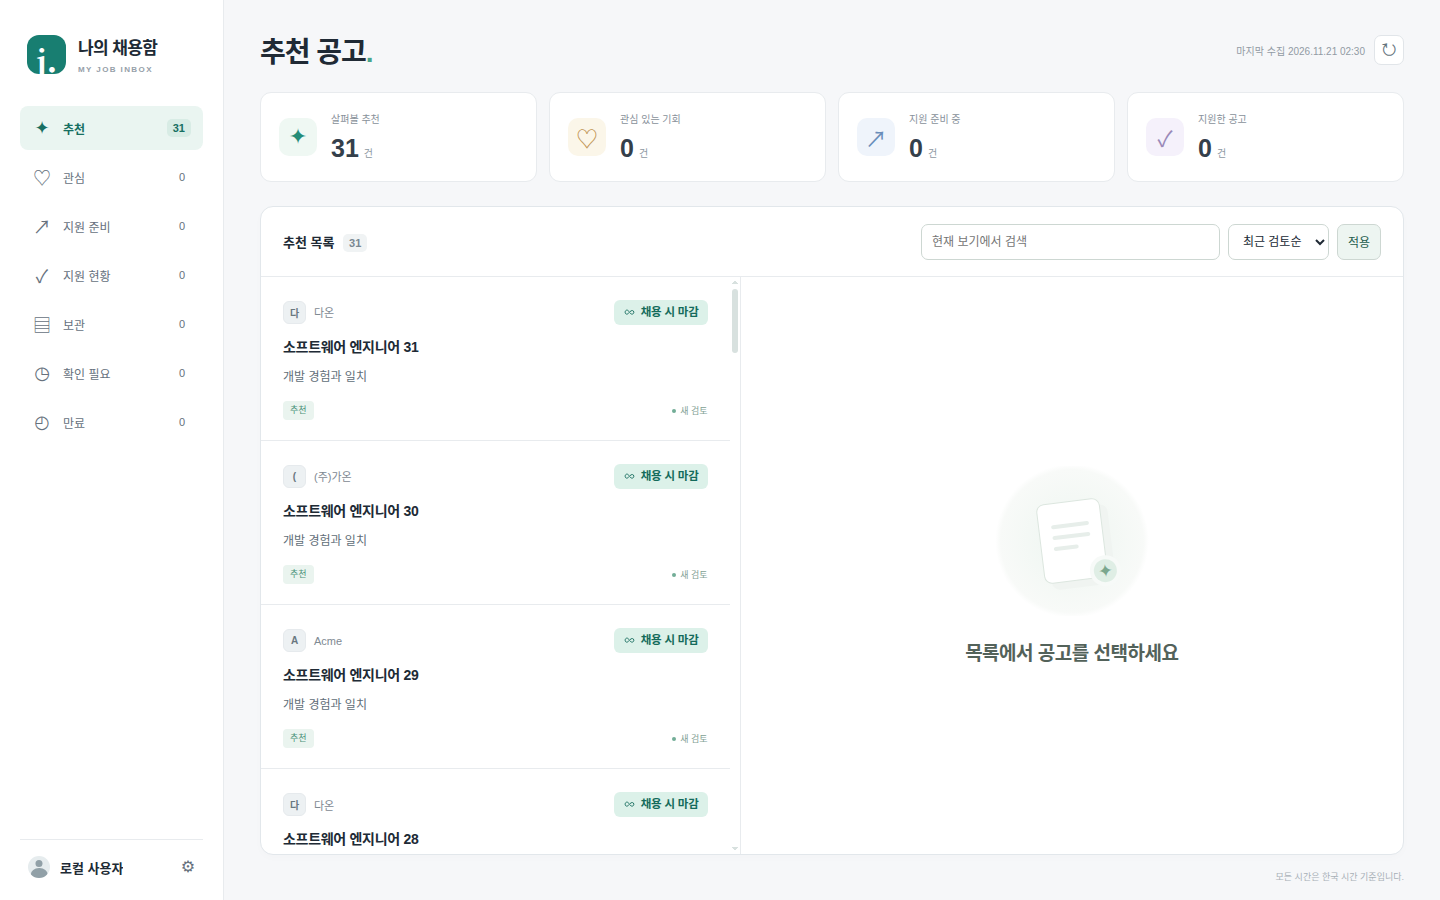 j.
나의 채용함
MY JOB INBOX
추천 31
관심 0
지원 준비 0
지원 현황 0
보관 0
확인 필요 0
만료 0
로컬 사용자
추천 공고.
마지막 수집 2026.11.21 02:30
살펴볼 추천
31 건
관심 있는 기회
0 건
지원 준비 중
0 건
지원한 공고
0 건
추천 목록 31
현재 보기에서 검색
최근 검토순
적용
다 다온
채용 시 마감
소프트웨어 엔지니어 31
개발 경험과 일치
추천
새 검토
( (주)가온
채용 시 마감
소프트웨어 엔지니어 30
개발 경험과 일치
추천
새 검토
A Acme
채용 시 마감
소프트웨어 엔지니어 29
개발 경험과 일치
추천
새 검토
다 다온
채용 시 마감
소프트웨어 엔지니어 28
목록에서 공고를 선택하세요
모든 시간은 한국 시간 기준입니다.